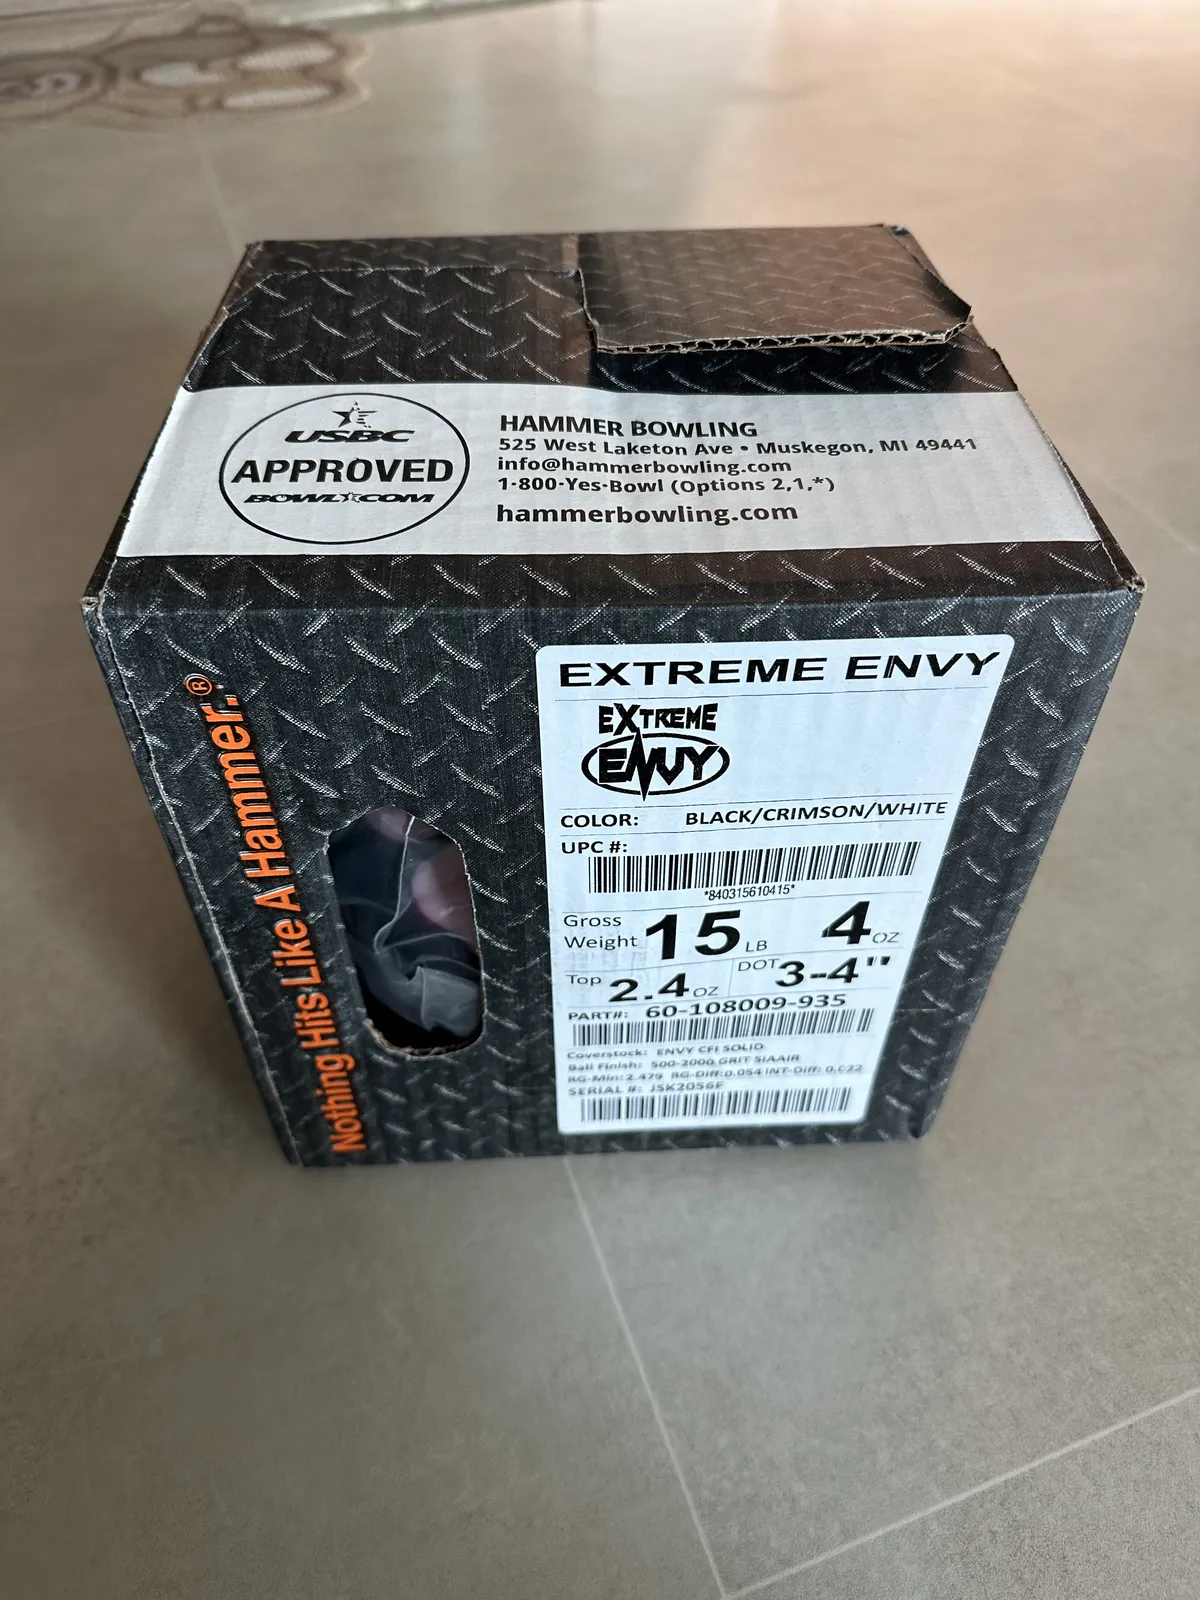 USBC
APPROVED
BOWL★COM
HAMMER BOWLING
525 West Laketon Ave • Muskegon, MI 49441
info@hammerbowling.com
1-800-Yes-Bowl (Options 2,1,*)
hammerbowling.com
Nothing Hits Like A Hammer.®
EXTREME ENVY
EXTREME
ENVY
COLOR: BLACK/CRIMSON/WHITE
UPC #:
*840315610415*
Gross Weight 15 LB 4 OZ
Top 2.4 OZ DOT 3-4"
PART#: 60-108009-935
Coverstock: ENVY CFI SOLID
Ball Finish: 500-2000 GRIT SIAAIR
RG-Min: 2.479 RG-Diff: 0.054 INT-Diff: 0.022
SERIAL #: JSK2056F